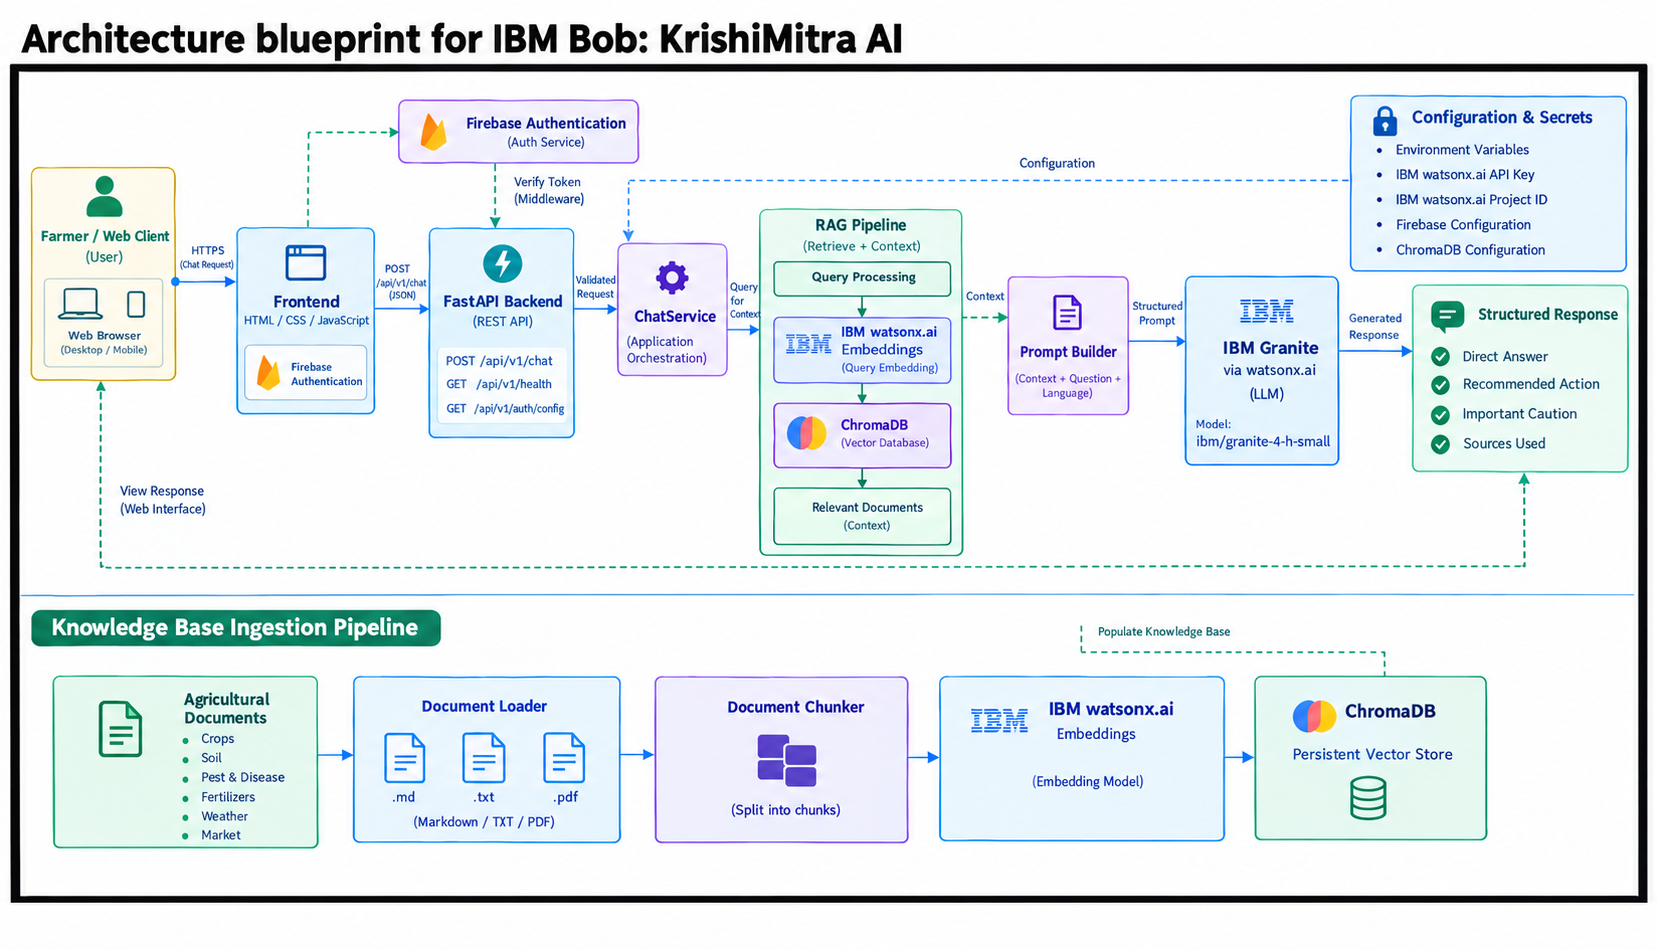 Architecture blueprint for IBM Bob: KrishiMitra AI
Firebase Authentication
(Auth Service)
Verify Token
(Middleware)
Configuration
Configuration & Secrets
• Environment Variables
• IBM watsonx.ai API Key
• IBM watsonx.ai Project ID
• Firebase Configuration
• ChromaDB Configuration
Farmer / Web Client
(User)
Web Browser
(Desktop / Mobile)
HTTPS
(Chat Request)
Frontend
HTML / CSS / JavaScript
Firebase
Authentication
POST
/api/v1/chat
(JSON)
FastAPI Backend
(REST API)
POST /api/v1/chat
GET /api/v1/health
GET /api/v1/auth/config
Validated
Request
ChatService
(Application
Orchestration)
Query
for
Context
RAG Pipeline
(Retrieve + Context)
Query Processing
IBM
IBM watsonx.ai
Embeddings
(Query Embedding)
ChromaDB
(Vector Database)
Relevant Documents
(Context)
Context
Prompt Builder
(Context + Question +
Language)
Structured
Prompt
IBM
IBM Granite
via watsonx.ai
(LLM)
Model:
ibm/granite-4-h-small
Generated
Response
Structured Response
Direct Answer
Recommended Action
Important Caution
Sources Used
View Response
(Web Interface)
Knowledge Base Ingestion Pipeline
Populate Knowledge Base
Agricultural
Documents
• Crops
• Soil
• Pest & Disease
• Fertilizers
• Weather
• Market
Document Loader
.md
.txt
.pdf
(Markdown / TXT / PDF)
Document Chunker
(Split into chunks)
IBM
IBM watsonx.ai
Embeddings
(Embedding Model)
ChromaDB
Persistent Vector Store